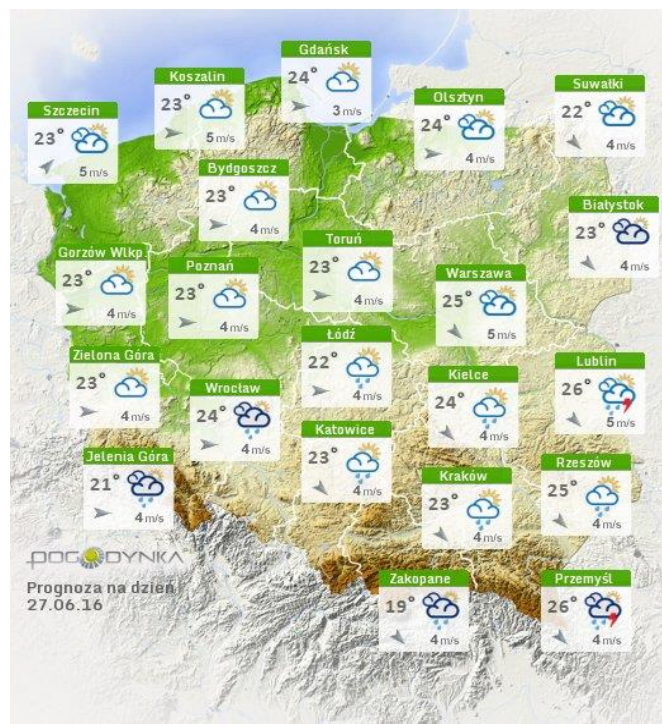 Gdańsk
24°
3 m/s
Koszalin
23°
5 m/s
Suwałki
22°
4 m/s
Olsztyn
24°
4 m/s
Szczecin
23°
5 m/s
Bydgoszcz
23°
4 m/s
Białystok
23°
4 m/s
Toruń
23°
4 m/s
Gorzów Wlkp.
23°
4 m/s
Poznań
23°
4 m/s
Warszawa
25°
5 m/s
Łódź
22°
4 m/s
Zielona Góra
23°
4 m/s
Lublin
26°
5 m/s
Kielce
24°
4 m/s
Wrocław
24°
4 m/s
Katowice
23°
4 m/s
Jelenia Góra
21°
4 m/s
Rzeszów
25°
4 m/s
Kraków
23°
4 m/s
POGODYNKA
Prognoza na dzień
27.06.16
Zakopane
19°
4 m/s
Przemyśl
26°
4 m/s